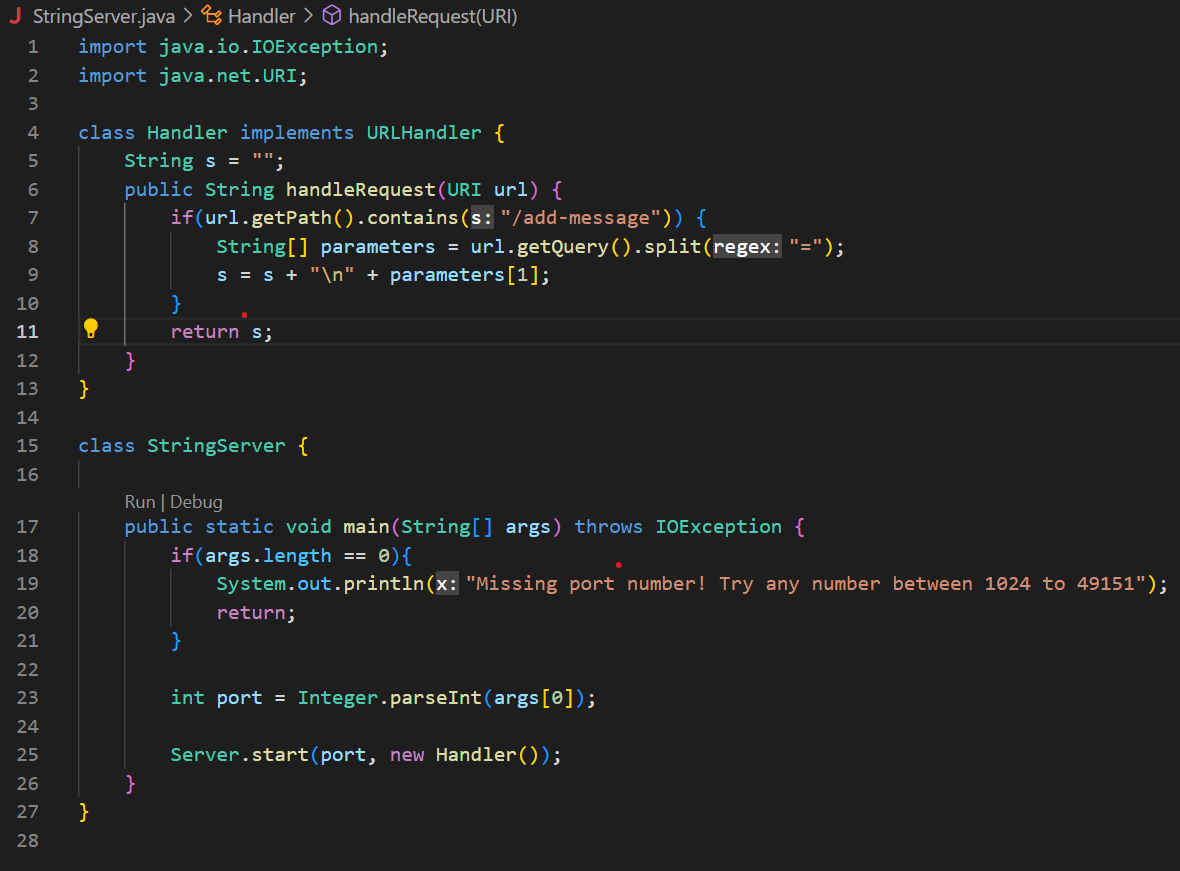 J StringServer.java > Handler > handleRequest(URI)
1 import java.io.IOException;
2 import java.net.URI;
3
4 class Handler implements URLHandler {
5 String s = "";
6 public String handleRequest(URI url) {
7 if(url.getPath().contains(s: "/add-message")) {
8 String[] parameters = url.getQuery().split(regex: "=");
9 s = s + "\n" + parameters[1];
10 }
11 return s;
12 }
13 }
14
15 class StringServer {
16
Run | Debug
17 public static void main(String[] args) throws IOException {
18 if(args.length == 0){
19 System.out.println(x: "Missing port number! Try any number between 1024 to 49151");
20 return;
21 }
22
23 int port = Integer.parseInt(args[0]);
24
25 Server.start(port, new Handler());
26 }
27 }
28